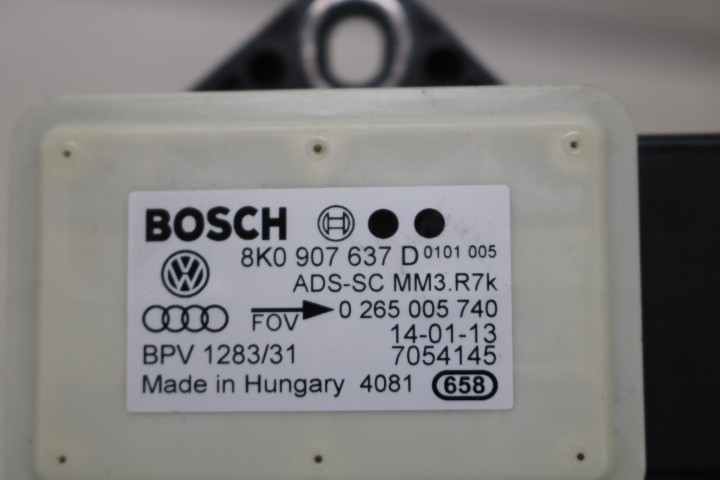 BOSCH
8K0 907 637 D 0101 005
ADS-SC MM3.R7k
FOV 0 265 005 740
14-01-13
BPV 1283/31 7054145
Made in Hungary 4081 658